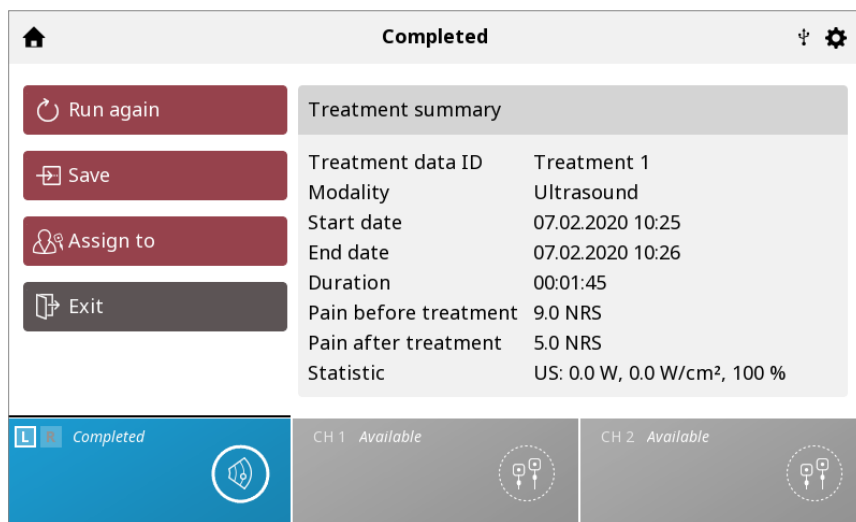 Completed
Run again
Save
Assign to
Exit
Treatment summary
Treatment data ID Treatment 1
Modality Ultrasound
Start date 07.02.2020 10:25
End date 07.02.2020 10:26
Duration 00:01:45
Pain before treatment 9.0 NRS
Pain after treatment 5.0 NRS
Statistic US: 0.0 W, 0.0 W/cm², 100 %
L R Completed
CH 1 Available
CH 2 Available